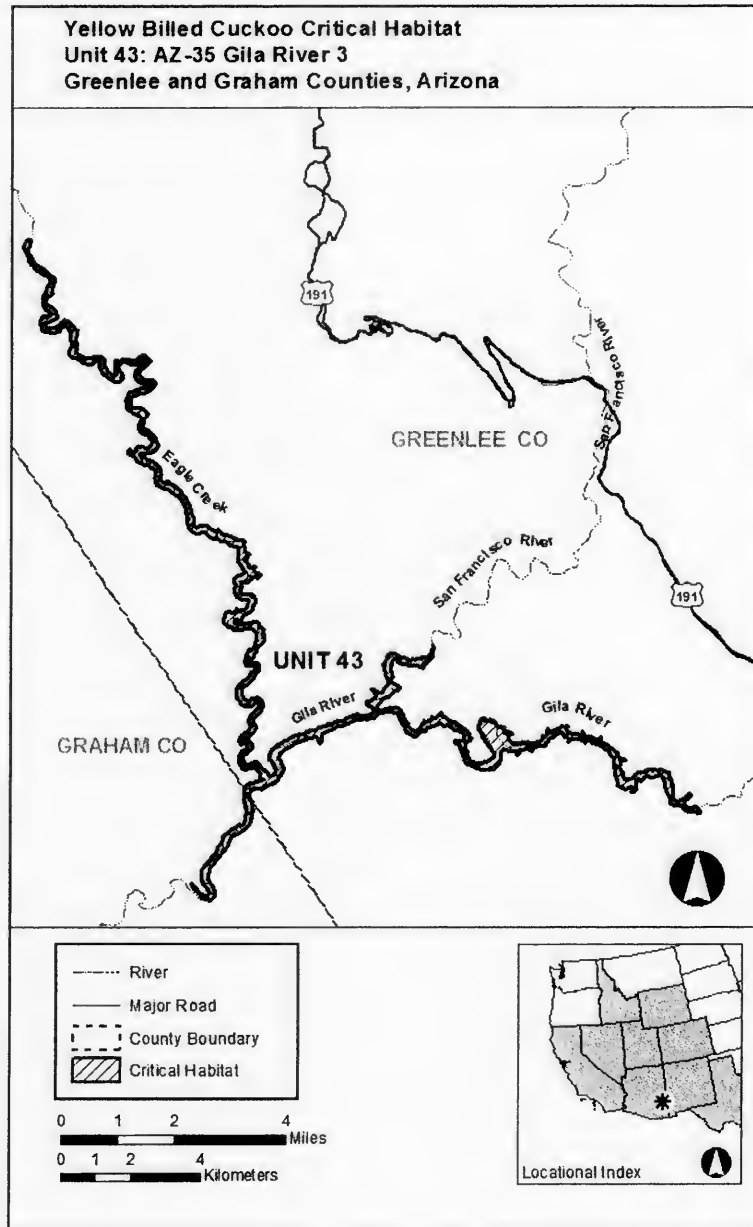 Yellow Billed Cuckoo Critical Habitat
Unit 43: AZ-35 Gila River 3
Greenlee and Graham Counties, Arizona
191
San Francisco River
GREENLEE CO
Eagle Creek
San Francisco River
191
UNIT 43
Gila River
Gila River
GRAHAM CO
River
Major Road
County Boundary
Critical Habitat
0 1 2 4
Miles
0 1 2 4
Kilometers
Locational Index